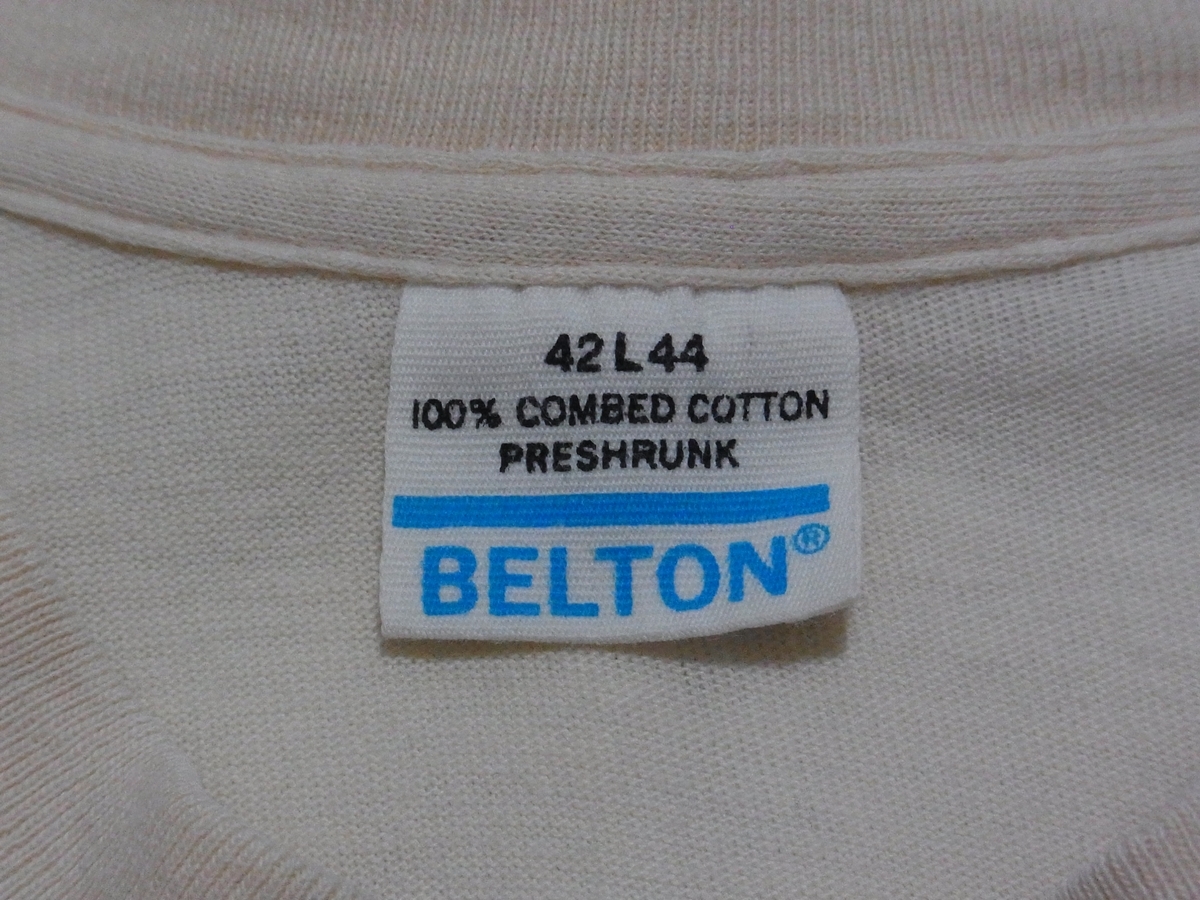 42 L 44
100% COMBED COTTON
PRESHRUNK
BELTON®